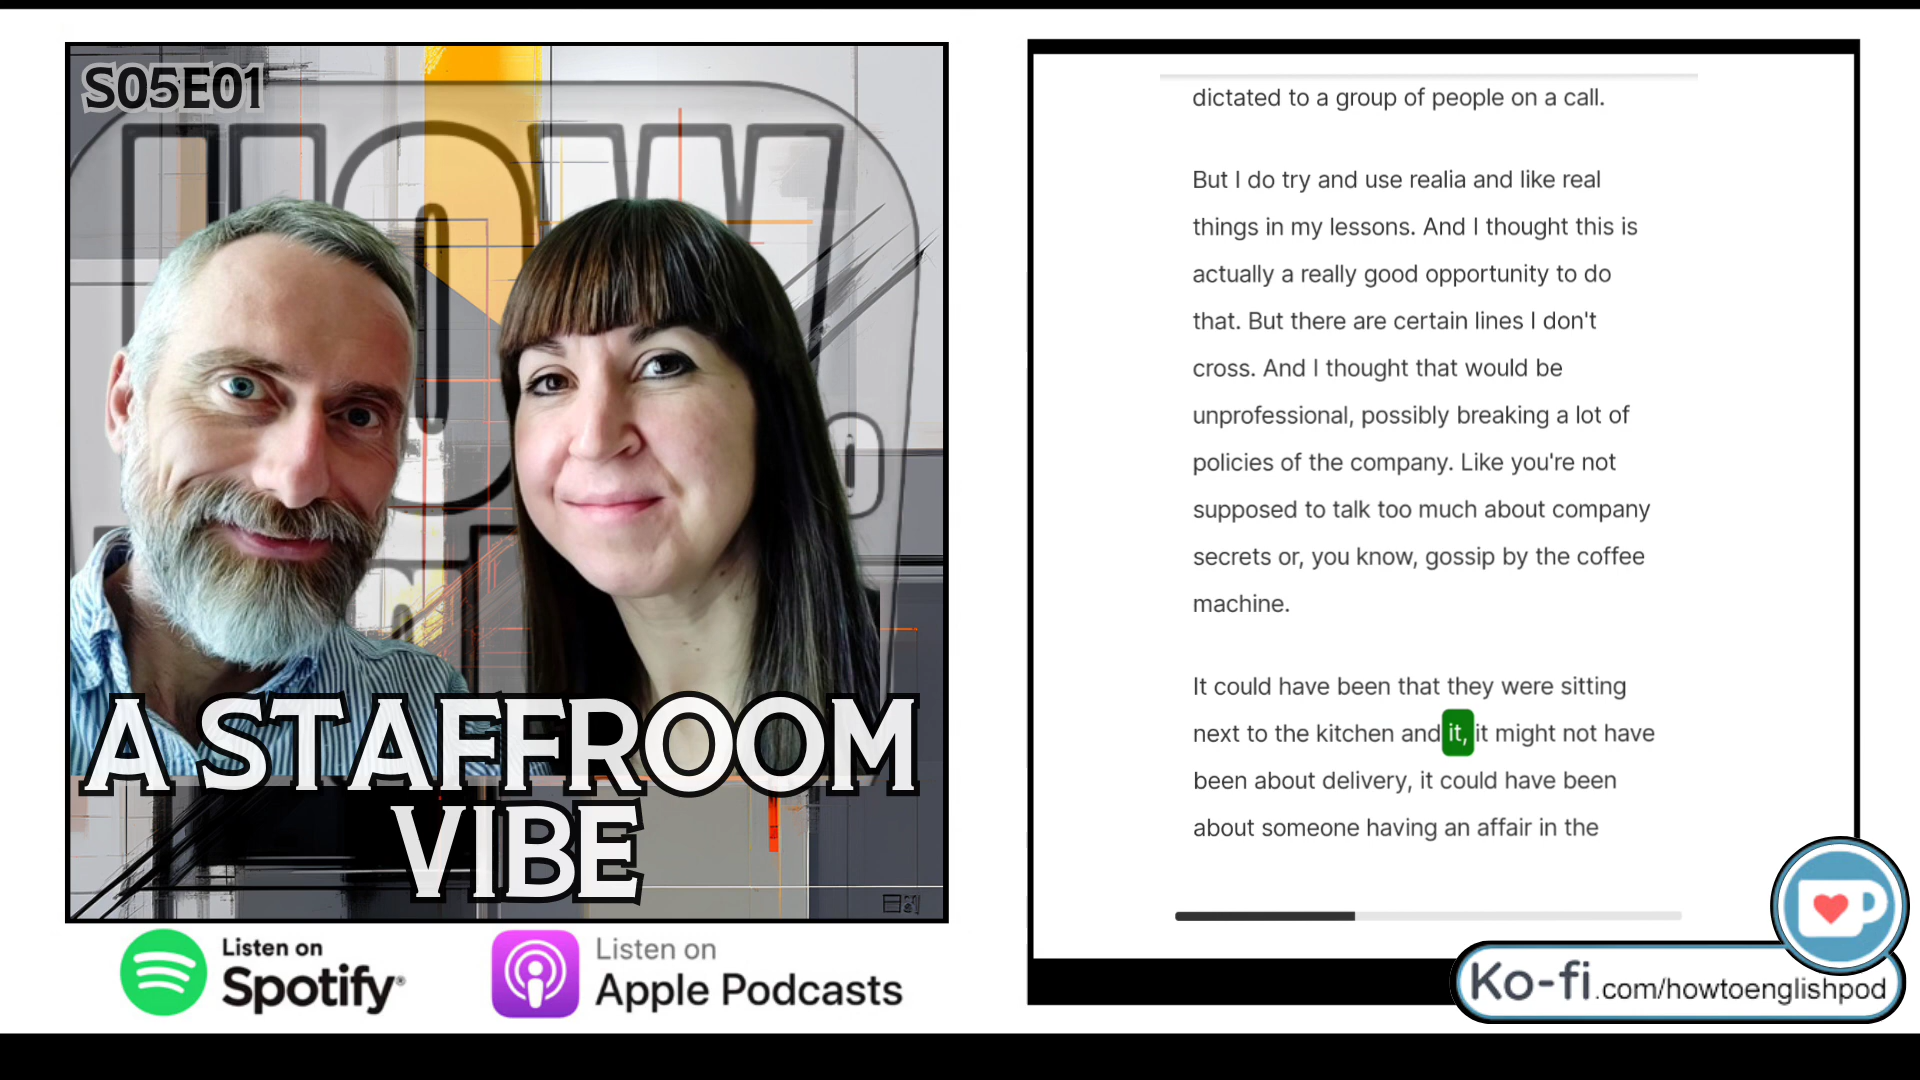 S05E01
HOW
TO
A STAFFROOM
VIBE
Listen on
Spotify®
Listen on
Apple Podcasts
dictated to a group of people on a call.
But I do try and use realia and like real
things in my lessons. And I thought this is
actually a really good opportunity to do
that. But there are certain lines I don't
cross. And I thought that would be
unprofessional, possibly breaking a lot of
policies of the company. Like you're not
supposed to talk too much about company
secrets or, you know, gossip by the coffee
machine.
It could have been that they were sitting
next to the kitchen and it, it might not have
been about delivery, it could have been
about someone having an affair in the
Ko-fi.com/howtoenglishpod